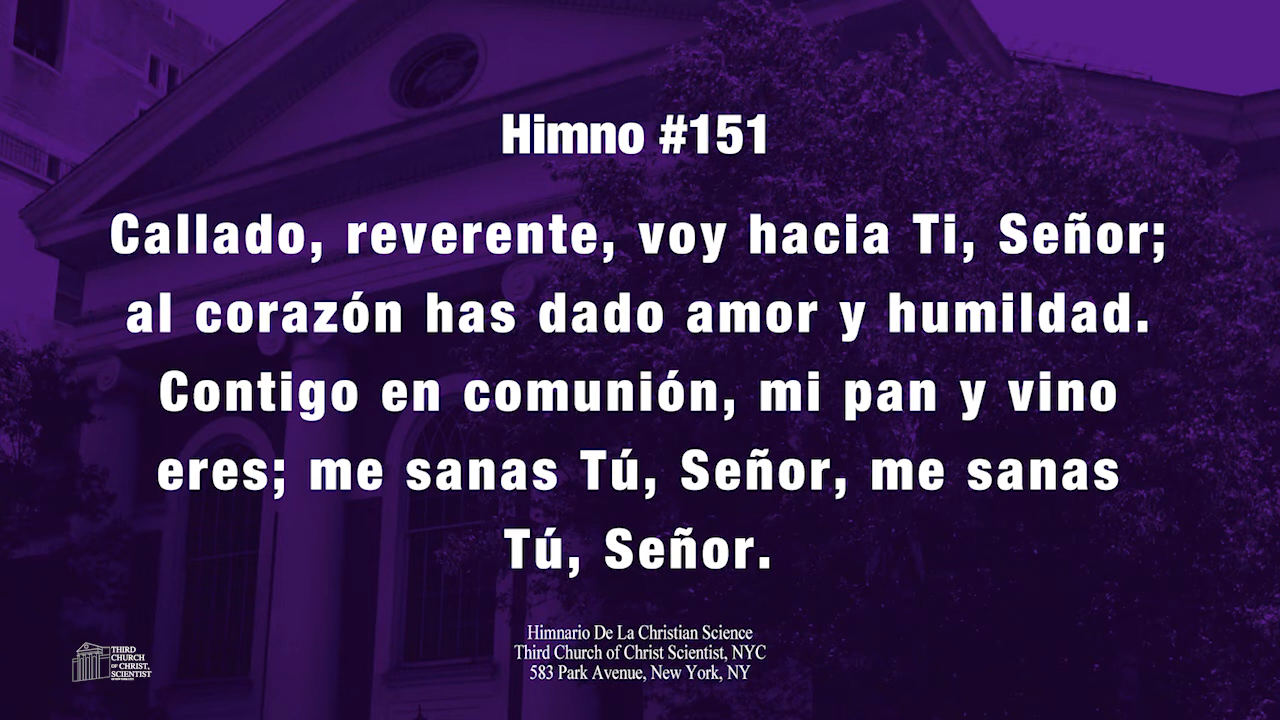 Himno #151
Callado, reverente, voy hacia Ti, Señor;
al corazón has dado amor y humildad.
Contigo en comunión, mi pan y vino
eres; me sanas Tú, Señor, me sanas
Tú, Señor.
Himnario De La Christian Science
Third Church of Christ Scientist, NYC
583 Park Avenue, New York, NY
THIRD
CHURCH
OF CHRIST,
SCIENTIST